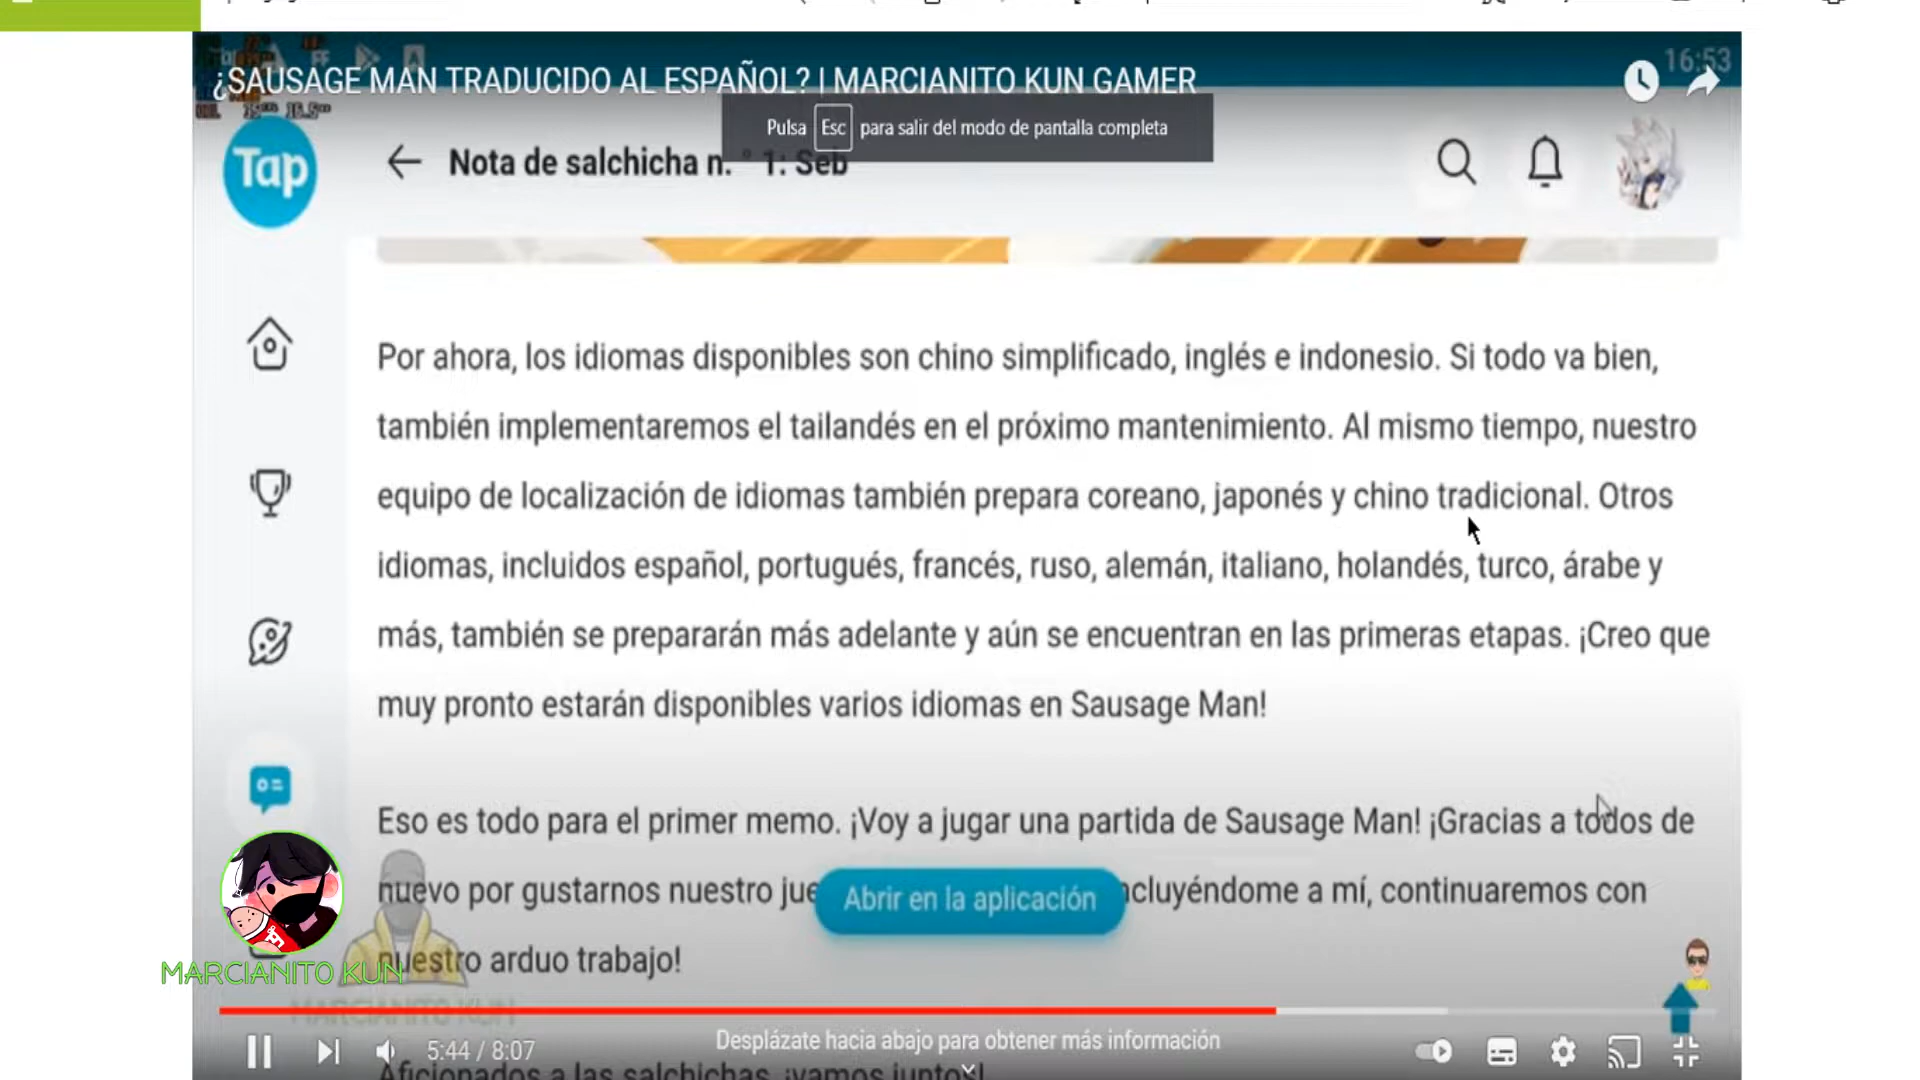 16:53
¿SAUSAGE MAN TRADUCIDO AL ESPAÑOL? | MARCIANITO KUN GAMER
Pulsa Esc para salir del modo de pantalla completa
Tap
Nota de salchicha n. ° 1: Seb
Por ahora, los idiomas disponibles son chino simplificado, inglés e indonesio. Si todo va bien,
también implementaremos el tailandés en el próximo mantenimiento. Al mismo tiempo, nuestro
equipo de localización de idiomas también prepara coreano, japonés y chino tradicional. Otros
idiomas, incluidos español, portugués, francés, ruso, alemán, italiano, holandés, turco, árabe y
más, también se prepararán más adelante y aún se encuentran en las primeras etapas. ¡Creo que
muy pronto estarán disponibles varios idiomas en Sausage Man!
Eso es todo para el primer memo. ¡Voy a jugar una partida de Sausage Man! ¡Gracias a todos de
nuevo por gustarnos nuestro jue
Abrir en la aplicación
ncluyéndome a mí, continuaremos con
nuestro arduo trabajo!
MARCIANITO KUN
MARCIANITO KUN
5:44 / 8:07
Desplázate hacia abajo para obtener más información
Aficionados a las salchichas, ¡vamos juntos!